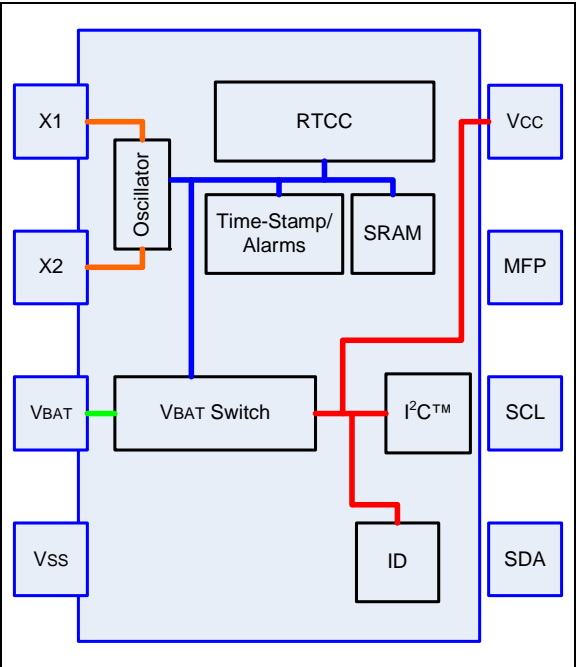 X1
RTCC
VCC
Oscillator
Time-Stamp/
Alarms
SRAM
X2
MFP
VBAT
VBAT Switch
I²C™
SCL
VSS
ID
SDA